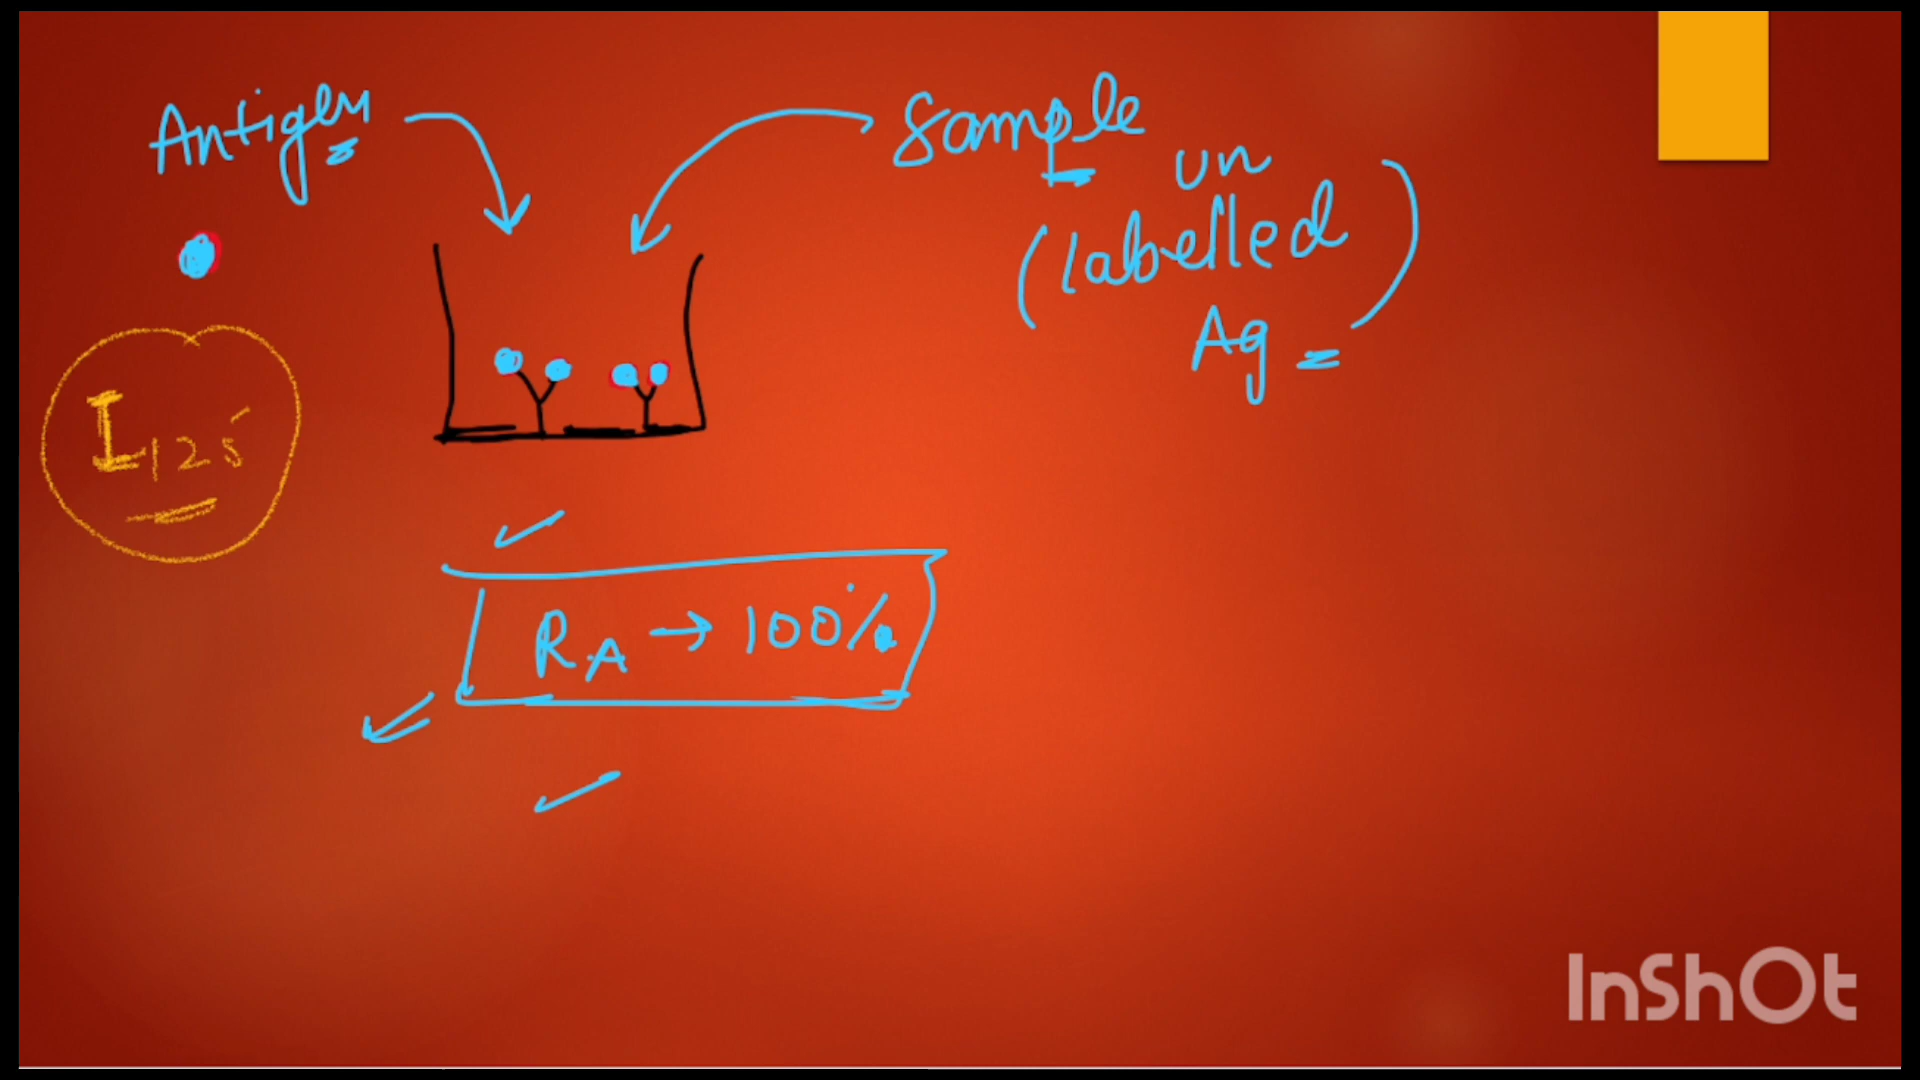 Antigen
Sample
un
(labelled
Ag)
I125
RA → 100%
InShOt